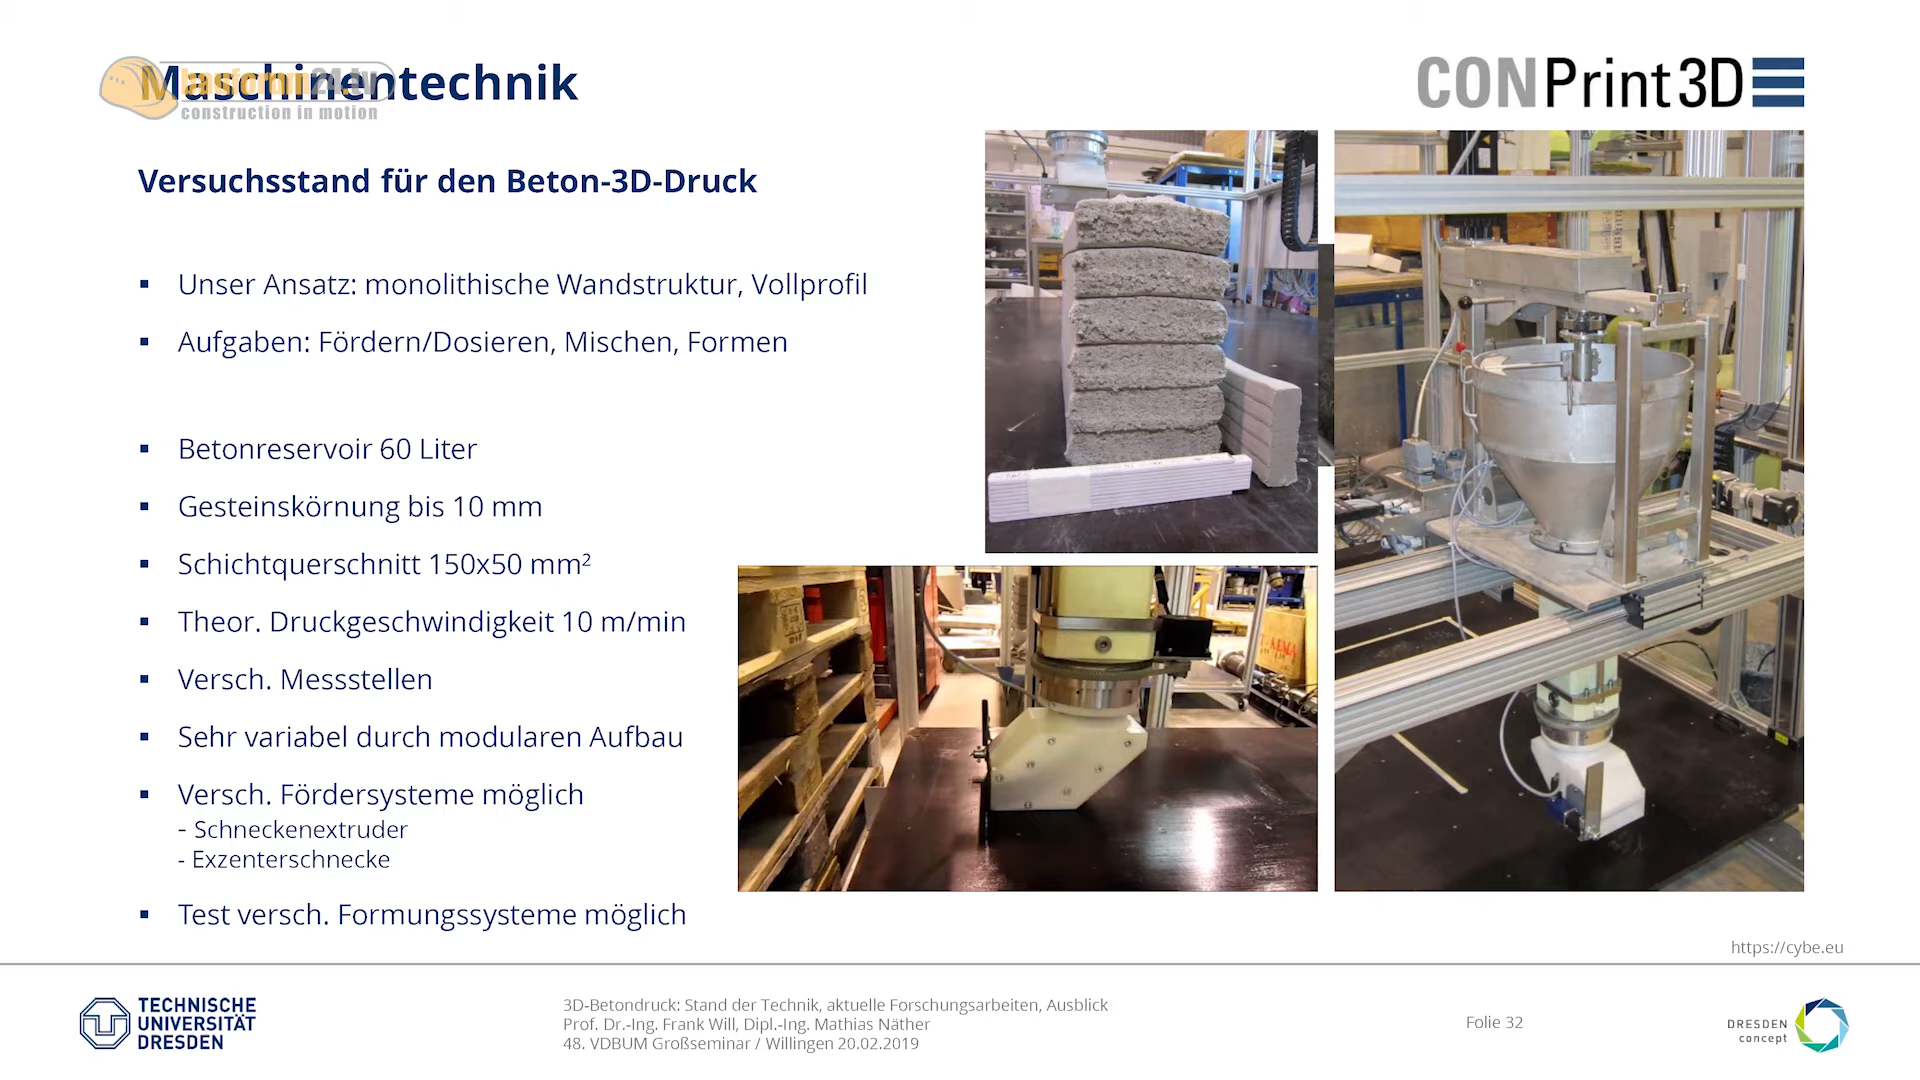 Maschinentechnik
bauforum24.tv
construction in motion
CONPrint3D
Versuchsstand für den Beton-3D-Druck
▪ Unser Ansatz: monolithische Wandstruktur, Vollprofil
▪ Aufgaben: Fördern/Dosieren, Mischen, Formen
▪ Betonreservoir 60 Liter
▪ Gesteinskörnung bis 10 mm
▪ Schichtquerschnitt 150x50 mm²
▪ Theor. Druckgeschwindigkeit 10 m/min
▪ Versch. Messstellen
▪ Sehr variabel durch modularen Aufbau
▪ Versch. Fördersysteme möglich
- Schneckenextruder
- Exzenterschnecke
▪ Test versch. Formungssysteme möglich
https://cybe.eu
TECHNISCHE
UNIVERSITÄT
DRESDEN
3D-Betondruck: Stand der Technik, aktuelle Forschungsarbeiten, Ausblick
Prof. Dr.-Ing. Frank Will, Dipl.-Ing. Mathias Näther
48. VDBUM Großseminar / Willingen 20.02.2019
Folie 32
DRESDEN
concept